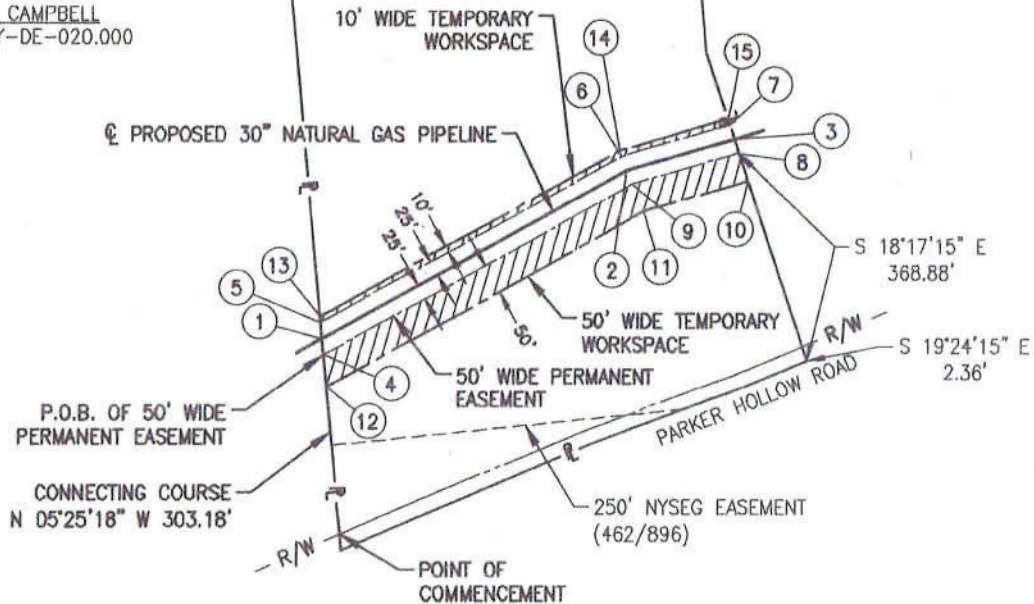 CAMPBELL
-DE-020.000
10' WIDE TEMPORARY
WORKSPACE
14
15
6
7
℄ PROPOSED 30" NATURAL GAS PIPELINE
3
8
PL
10'
25'
25'
9
10
13
2
11
S 18°17'15" E
368.88'
5
1
50'
50' WIDE TEMPORARY
WORKSPACE
R/W
S 19°24'15" E
2.36'
4
50' WIDE PERMANENT
EASEMENT
P.O.B. OF 50' WIDE
PERMANENT EASEMENT
12
PARKER HOLLOW ROAD
PL
CONNECTING COURSE
N 05°25'18" W 303.18'
PL
250' NYSEG EASEMENT
(462/896)
R/W
POINT OF
COMMENCEMENT